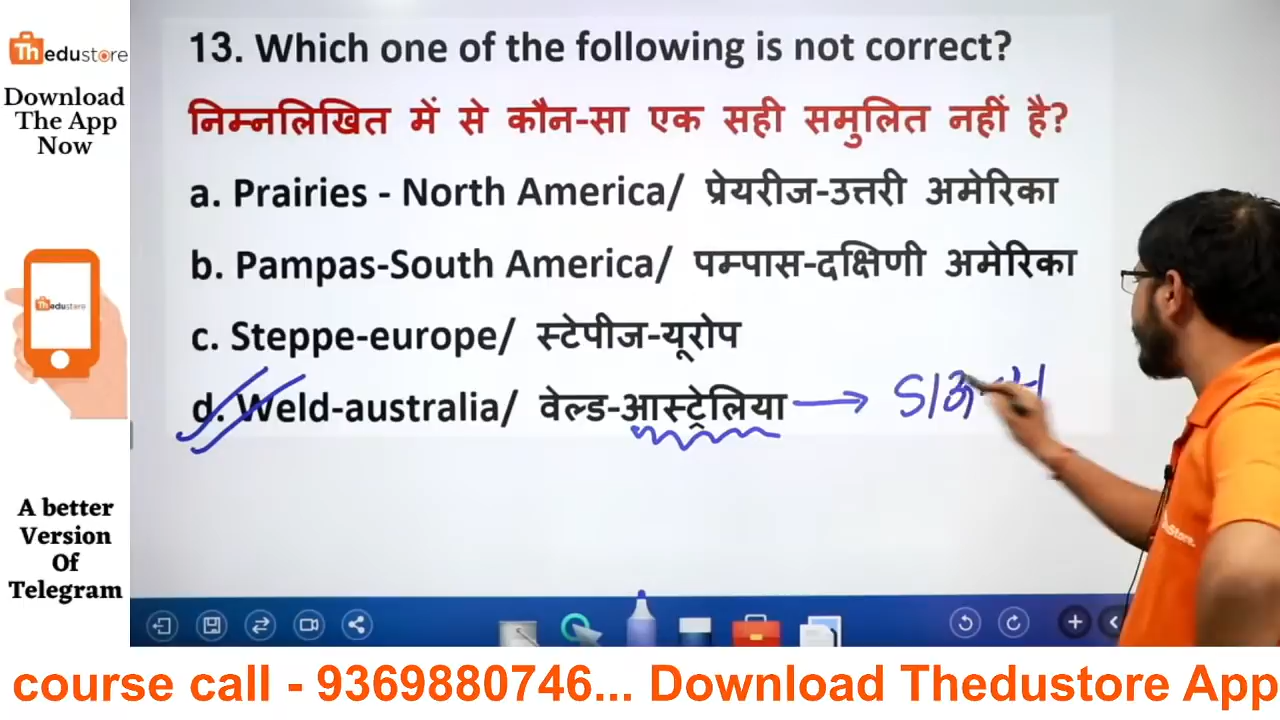 Thedustore
Download
The App
Now
Thedustore
A better
Version
Of
Telegram
13. Which one of the following is not correct?
निम्नलिखित में से कौन-सा एक सही समुलित नहीं है?
a. Prairies - North America/ प्रेयरीज-उत्तरी अमेरिका
b. Pampas-South America/ पम्पास-दक्षिणी अमेरिका
c. Steppe-europe/ स्टेपीज-यूरोप
d. Weld-australia/ वेल्ड-आस्ट्रेलिया
course call - 9369880746... Download Thedustore App